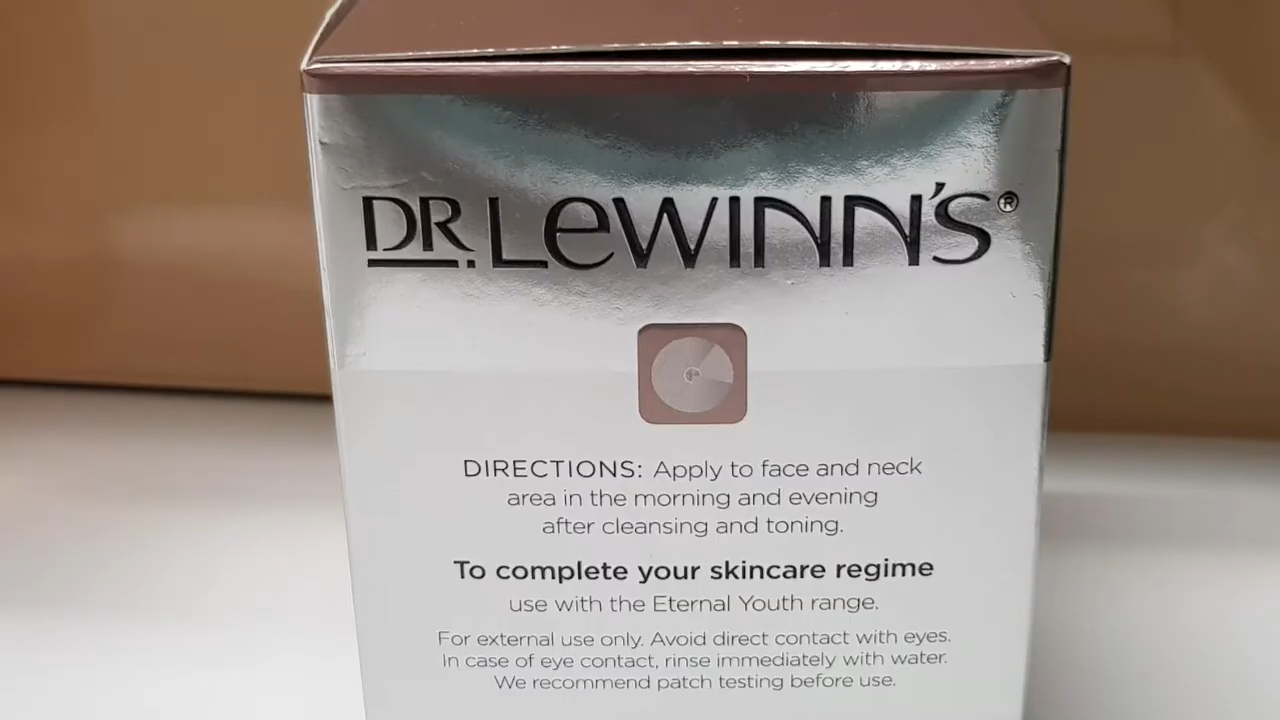 DR. LEWINN'S®
DIRECTIONS: Apply to face and neck
area in the morning and evening
after cleansing and toning.
To complete your skincare regime
use with the Eternal Youth range.
For external use only. Avoid direct contact with eyes.
In case of eye contact, rinse immediately with water.
We recommend patch testing before use.